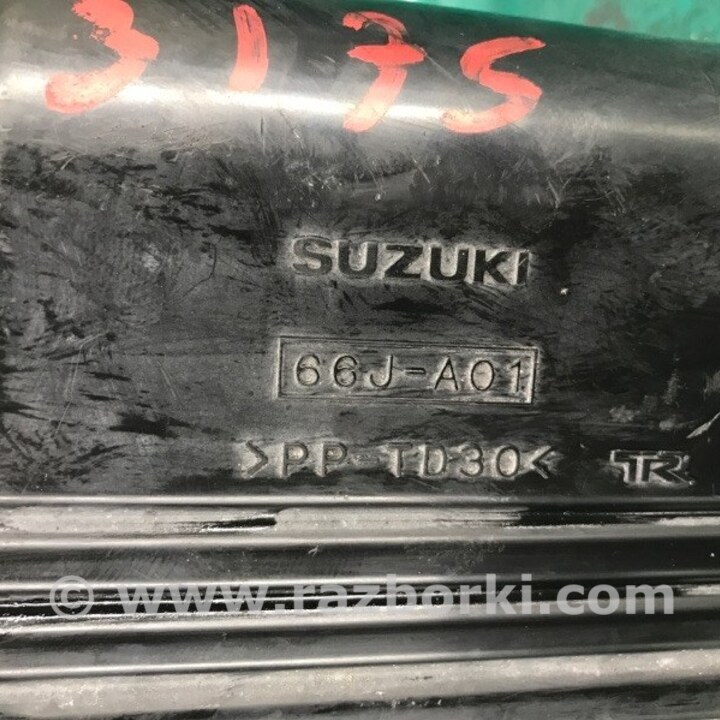 3175
SUZUKI
66J-A01
>PP-TD30<
TR
© www.razborki.com